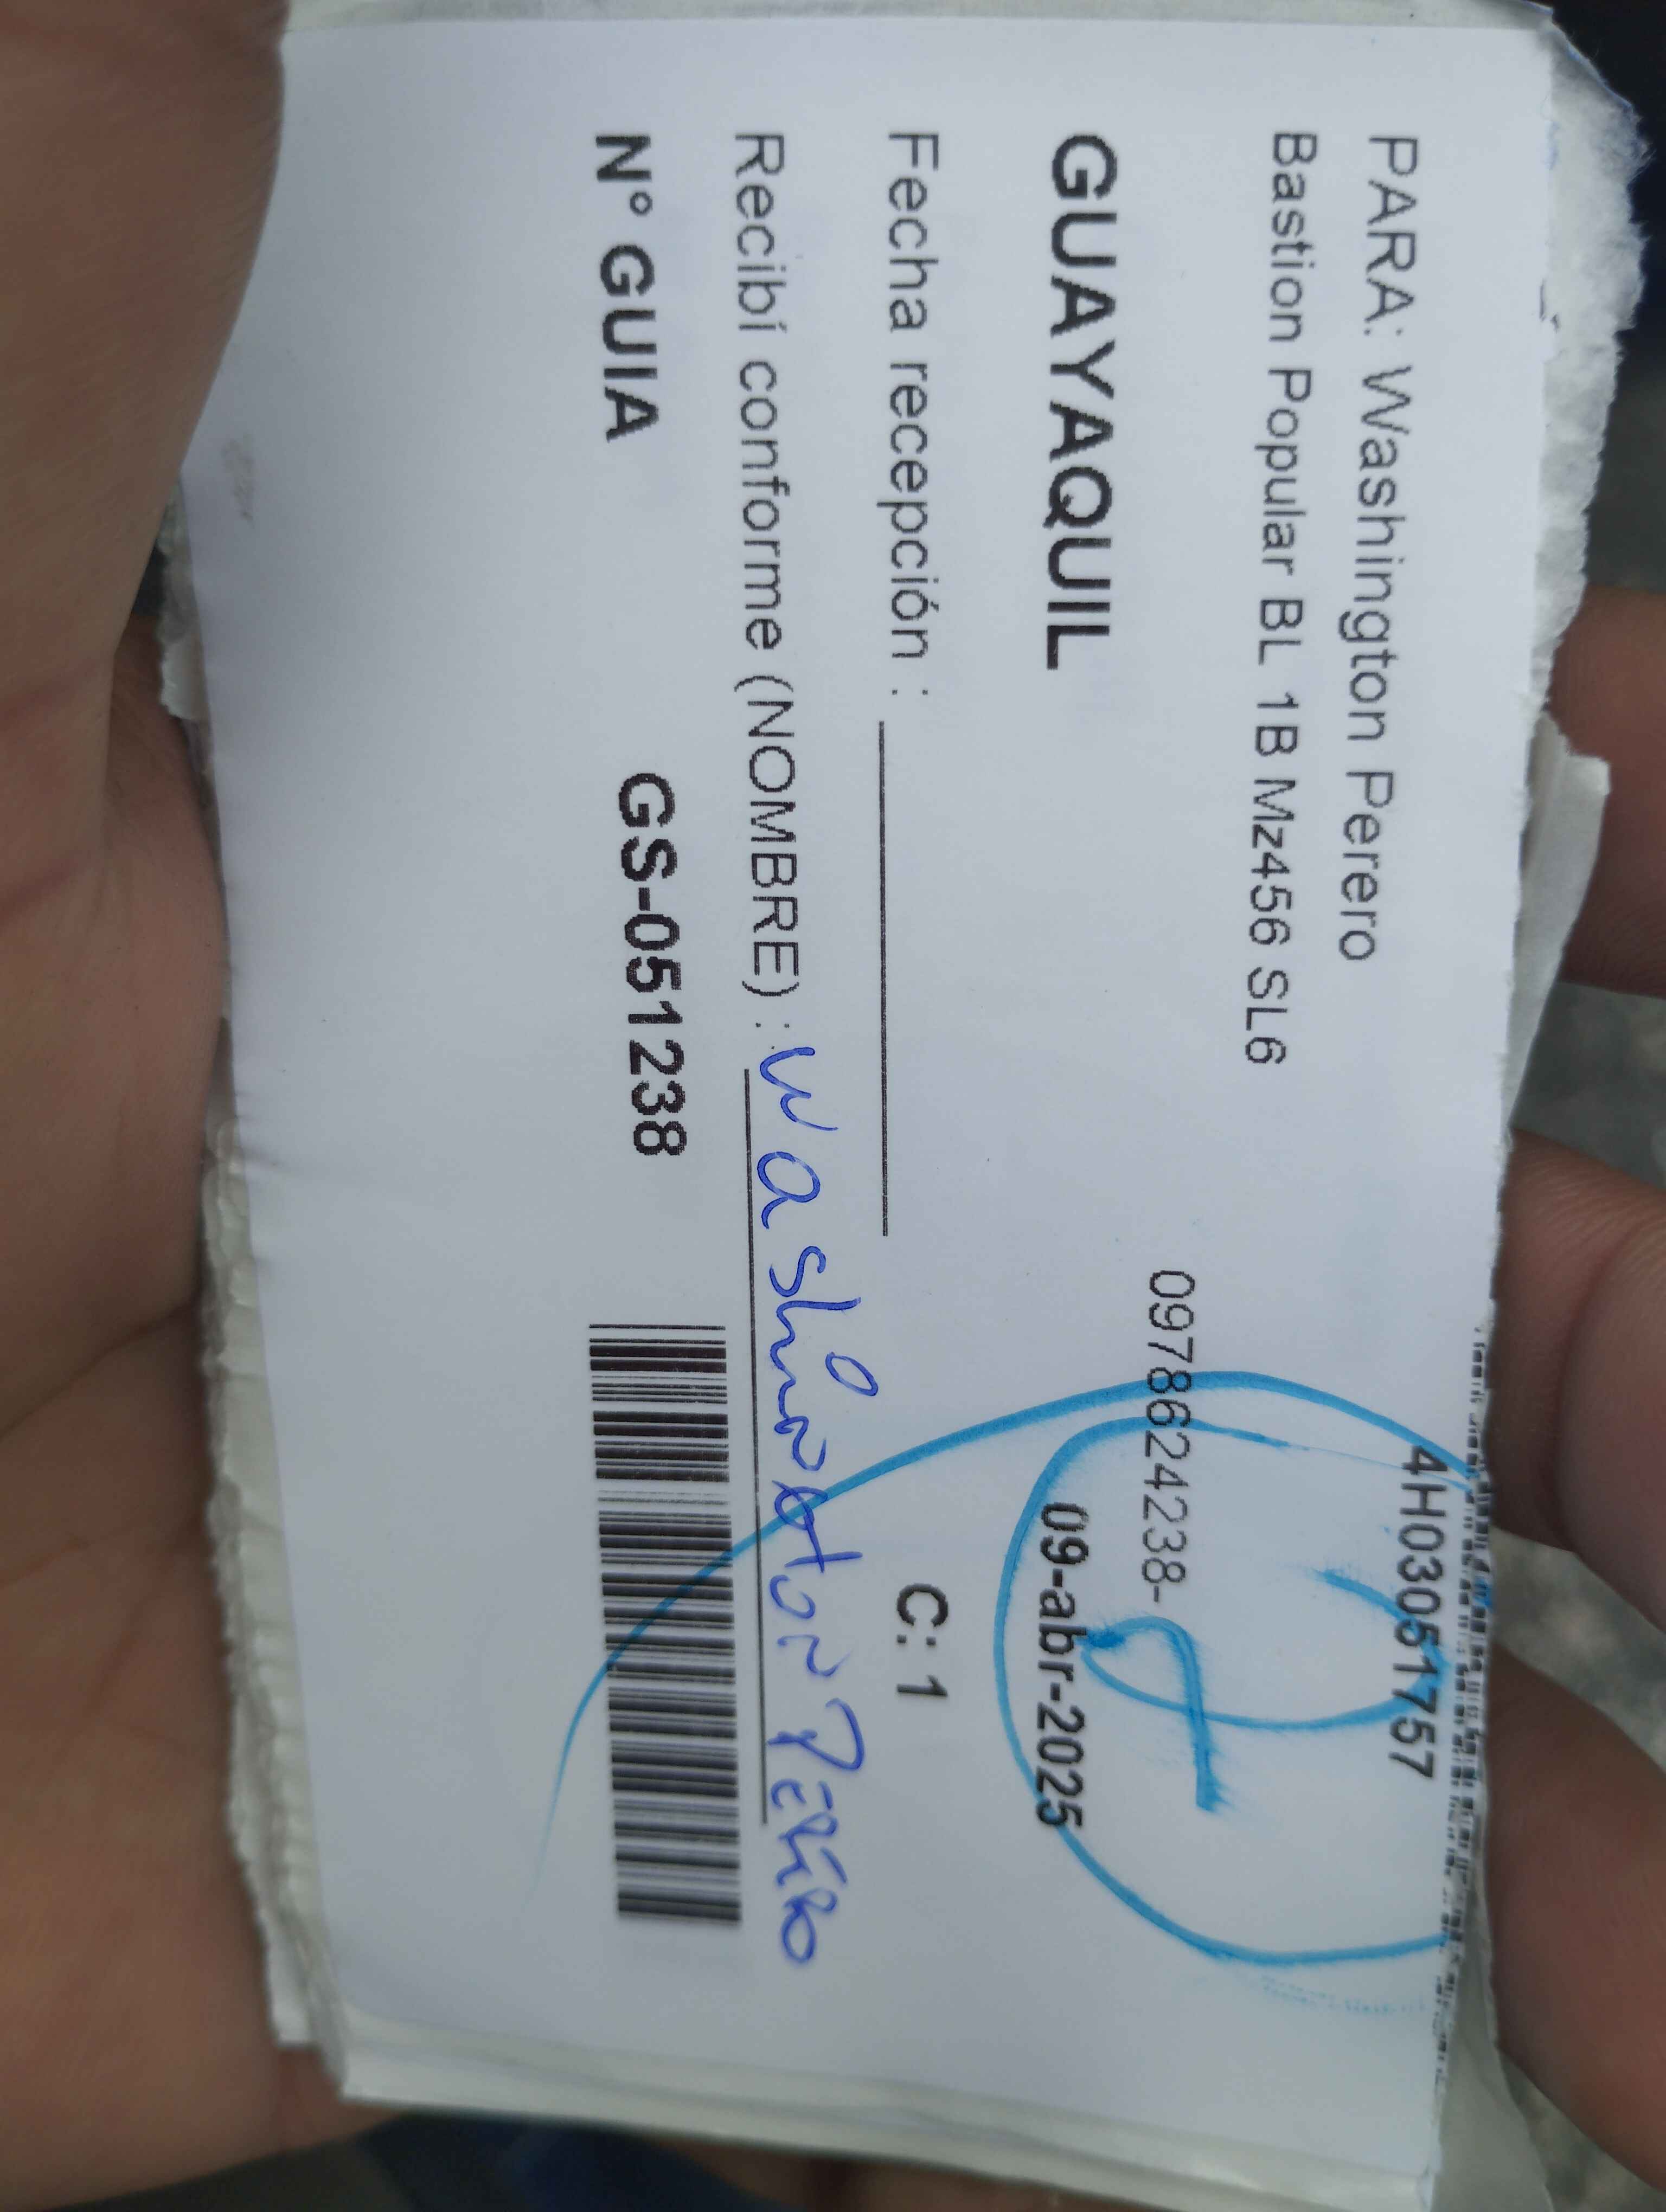 4H03051757
PARA: Washington Perero
Bastion Popular BL 1B Mz456 SL6
0978624238-
GUAYAQUIL
09-abr-2025
Fecha recepción :
C: 1
Recibí conforme (NOMBRE) : Washington Perero
N° GUIA
GS-051238